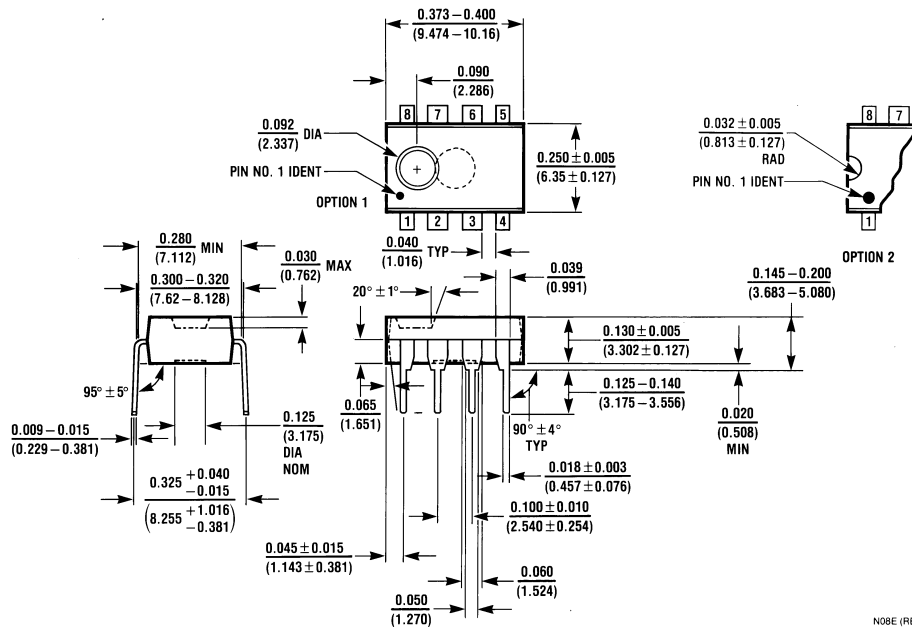 0.373 – 0.400
(9.474 – 10.16)
0.090
(2.286)
8 7 6 5
0.092 DIA
(2.337)
PIN NO. 1 IDENT
OPTION 1
0.250 ± 0.005
(6.35 ± 0.127)
1 2 3 4
8 7
0.032 ± 0.005
(0.813 ± 0.127)
RAD
PIN NO. 1 IDENT
1
OPTION 2
0.280 MIN
(7.112)
0.300 – 0.320
(7.62 – 8.128)
0.030 MAX
(0.762)
0.040 TYP
(1.016)
0.039
(0.991)
20° ± 1°
0.145 – 0.200
(3.683 – 5.080)
0.130 ± 0.005
(3.302 ± 0.127)
0.125 – 0.140
(3.175 – 3.556)
0.020
(0.508)
MIN
95° ± 5°
0.009 – 0.015
(0.229 – 0.381)
0.125
(3.175)
DIA
NOM
0.065
(1.651)
90° ± 4°
TYP
0.325 +0.040
−0.015
(8.255 +1.016
−0.381)
0.018 ± 0.003
(0.457 ± 0.076)
0.100 ± 0.010
(2.540 ± 0.254)
0.045 ± 0.015
(1.143 ± 0.381)
0.060
(1.524)
0.050
(1.270)
N08E